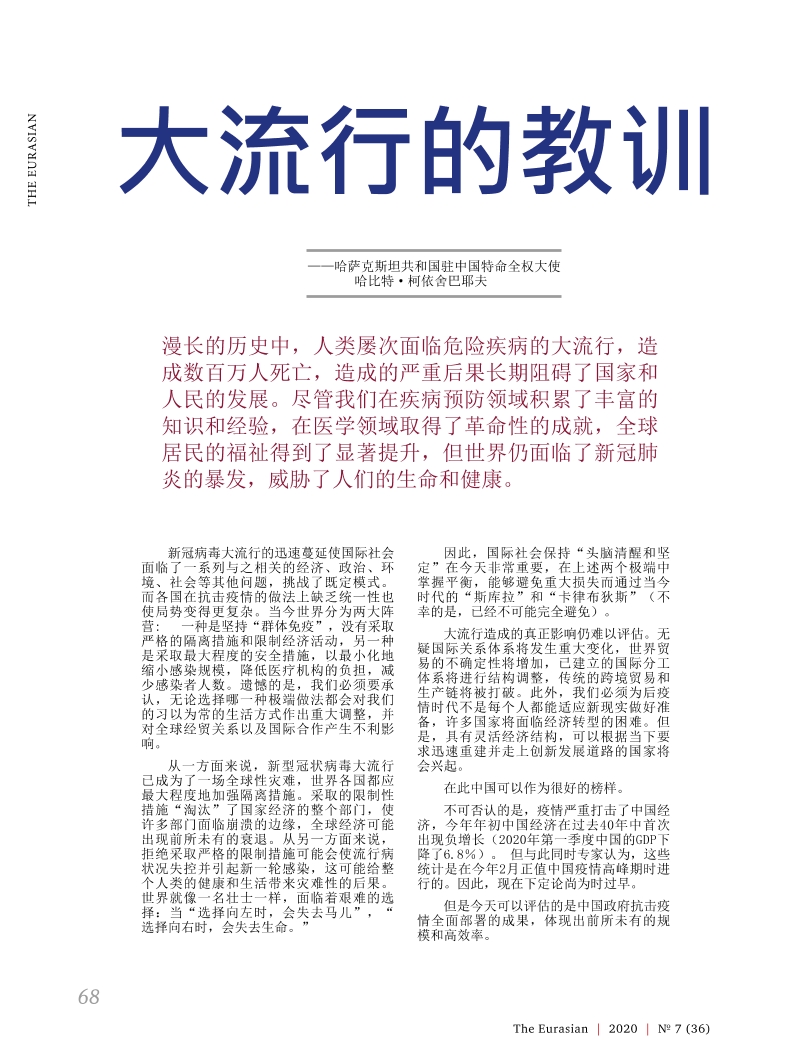 THE EURASIAN
大流行的教训
——哈萨克斯坦共和国驻中国特命全权大使
哈比特·柯依舍巴耶夫
漫长的历史中，人类屡次面临危险疾病的大流行，造
成数百万人死亡，造成的严重后果长期阻碍了国家和
人民的发展。尽管我们在疾病预防领域积累了丰富的
知识和经验，在医学领域取得了革命性的成就，全球
居民的福祉得到了显著提升，但世界仍面临了新冠肺
炎的暴发，威胁了人们的生命和健康。
新冠病毒大流行的迅速蔓延使国际社会
面临了一系列与之相关的经济、政治、环
境、社会等其他问题，挑战了既定模式。
而各国在抗击疫情的做法上缺乏统一性也
使局势变得更复杂。当今世界分为两大阵
营： 一种是坚持“群体免疫”，没有采取
严格的隔离措施和限制经济活动，另一种
是采取最大程度的安全措施，以最小化地
缩小感染规模，降低医疗机构的负担，减
少感染者人数。遗憾的是，我们必须要承
认，无论选择哪一种极端做法都会对我们
的习以为常的生活方式作出重大调整，并
对全球经贸关系以及国际合作产生不利影
响。
从一方面来说，新型冠状病毒大流行
已成为了一场全球性灾难，世界各国都应
最大程度地加强隔离措施。采取的限制性
措施“淘汰”了国家经济的整个部门，使
许多部门面临崩溃的边缘，全球经济可能
出现前所未有的衰退。从另一方面来说，
拒绝采取严格的限制措施可能会使流行病
状况失控并引起新一轮感染，这可能给整
个人类的健康和生活带来灾难性的后果。
世界就像一名壮士一样，面临着艰难的选
择：当“选择向左时，会失去马儿”，“
选择向右时，会失去生命。”
因此，国际社会保持“头脑清醒和坚
定”在今天非常重要，在上述两个极端中
掌握平衡，能够避免重大损失而通过当今
时代的“斯库拉”和“卡律布狄斯”（不
幸的是，已经不可能完全避免）。
大流行造成的真正影响仍难以评估。无
疑国际关系体系将发生重大变化，世界贸
易的不确定性将增加，已建立的国际分工
体系将进行结构调整，传统的跨境贸易和
生产链将被打破。此外，我们必须为后疫
情时代不是每个人都能适应新现实做好准
备，许多国家将面临经济转型的困难。但
是，具有灵活经济结构，可以根据当下要
求迅速重建并走上创新发展道路的国家将
会兴起。
在此中国可以作为很好的榜样。
不可否认的是，疫情严重打击了中国经
济，今年年初中国经济在过去40年中首次
出现负增长（2020年第一季度中国的GDP下
降了6.8%）。 但与此同时专家认为，这些
统计是在今年2月正值中国疫情高峰期时进
行的。因此，现在下定论尚为时过早。
但是今天可以评估的是中国政府抗击疫
情全面部署的成果，体现出前所未有的规
模和高效率。
68
The Eurasian | 2020 | № 7 (36)